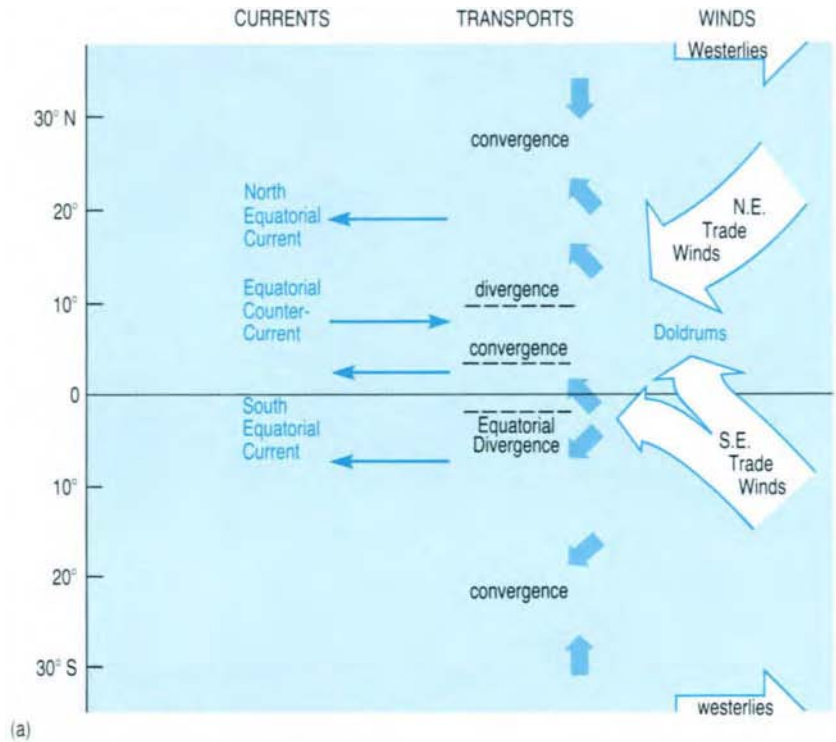 CURRENTS TRANSPORTS WINDS
Westerlies
30° N
convergence
North
Equatorial
Current
20°
N.E.
Trade
Winds
Equatorial
Counter-
Current
divergence
10°
Doldrums
convergence
0
South
Equatorial
Current
Equatorial
Divergence
S.E.
Trade
Winds
10°
20°
convergence
30° S
westerlies
(a)